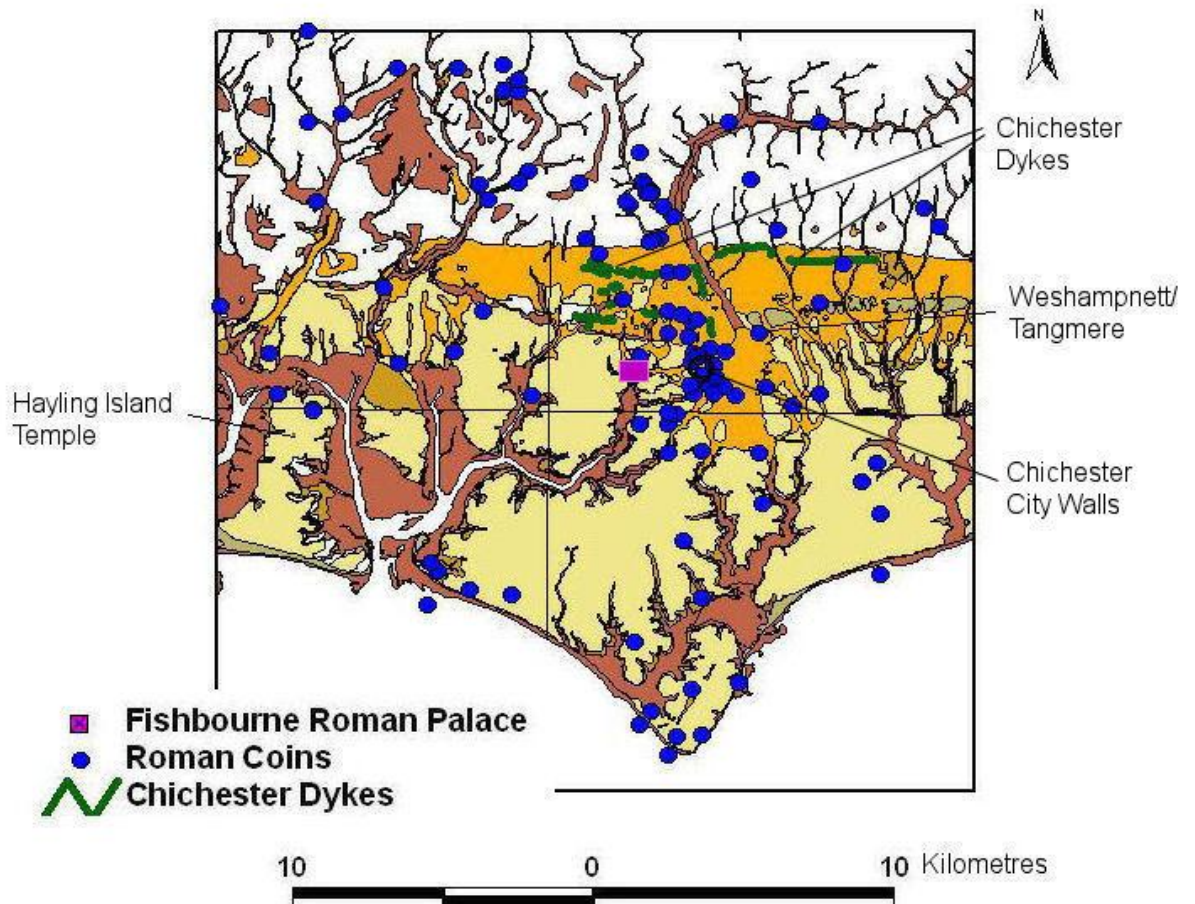 N
Chichester
Dykes
Weshampnett/
Tangmere
Hayling Island
Temple
Chichester
City Walls
Fishbourne Roman Palace
Roman Coins
Chichester Dykes
10 0 10 Kilometres